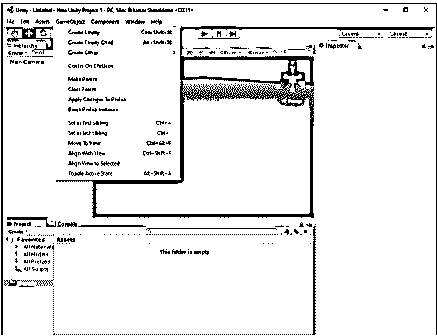 Unity - Untitled - New Unity Project 1 - PC, Mac & Linux Standalone <DX11>
File Edit Assets GameObject Component Window Help
Create Empty Ctrl+Shift+N
Create Empty Child Alt+Shift+N
Create Other
Center On Children
Make Parent
Clear Parent
Apply Changes To Prefab
Break Prefab Instance
Set as first sibling Ctrl+=
Set as last sibling Ctrl+-
Move To View Ctrl+Alt+F
Align With View Ctrl+Shift+F
Align View to Selected
Toggle Active State Alt+Shift+A
Hierarchy
Create
Main Camera
Inspector
Layers
Layout
Project
Console
Create
Favorites
All Materials
All Models
All Prefabs
All Scripts
Assets
This folder is empty